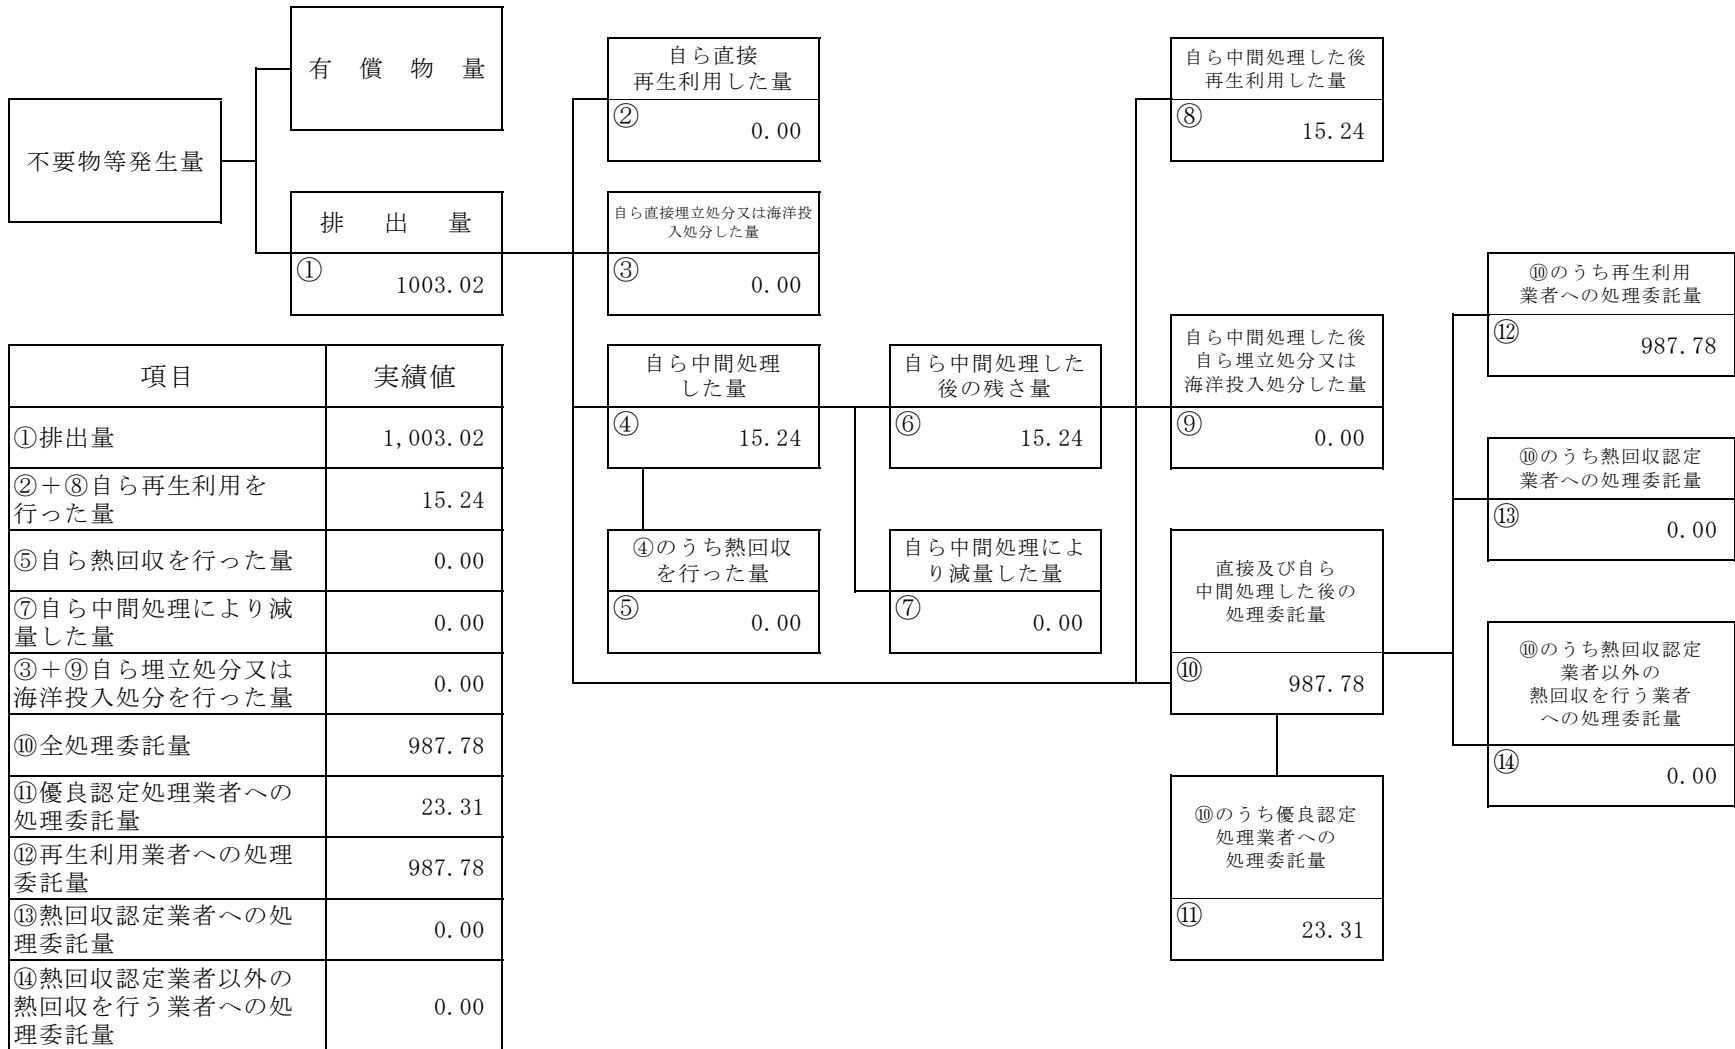 不要物等発生量
有 償 物 量
排 出 量
①
1003.02
自ら直接
再生利用した量
②
0.00
自ら直接埋立処分又は海洋投
入処分した量
③
0.00
自ら中間処理
した量
④
15.24
④のうち熱回収
を行った量
⑤
0.00
自ら中間処理した
後の残さ量
⑥
15.24
自ら中間処理によ
り減量した量
⑦
0.00
自ら中間処理した後
再生利用した量
⑧
15.24
自ら中間処理した後
自ら埋立処分又は
海洋投入処分した量
⑨
0.00
直接及び自ら
中間処理した後の
処理委託量
⑩
987.78
⑩のうち優良認定
処理業者への
処理委託量
⑪
23.31
⑩のうち再生利用
業者への処理委託量
⑫
987.78
⑩のうち熱回収認定
業者への処理委託量
⑬
0.00
⑩のうち熱回収認定
業者以外の
熱回収を行う業者
への処理委託量
⑭
0.00
項目 実績値
①排出量 1,003.02
②+⑧自ら再生利用を
行った量 15.24
⑤自ら熱回収を行った量 0.00
⑦自ら中間処理により減
量した量 0.00
③+⑨自ら埋立処分又は
海洋投入処分を行った量 0.00
⑩全処理委託量 987.78
⑪優良認定処理業者への
処理委託量 23.31
⑫再生利用業者への処理
委託量 987.78
⑬熱回収認定業者への処
理委託量 0.00
⑭熱回収認定業者以外の
熱回収を行う業者への処
理委託量 0.00